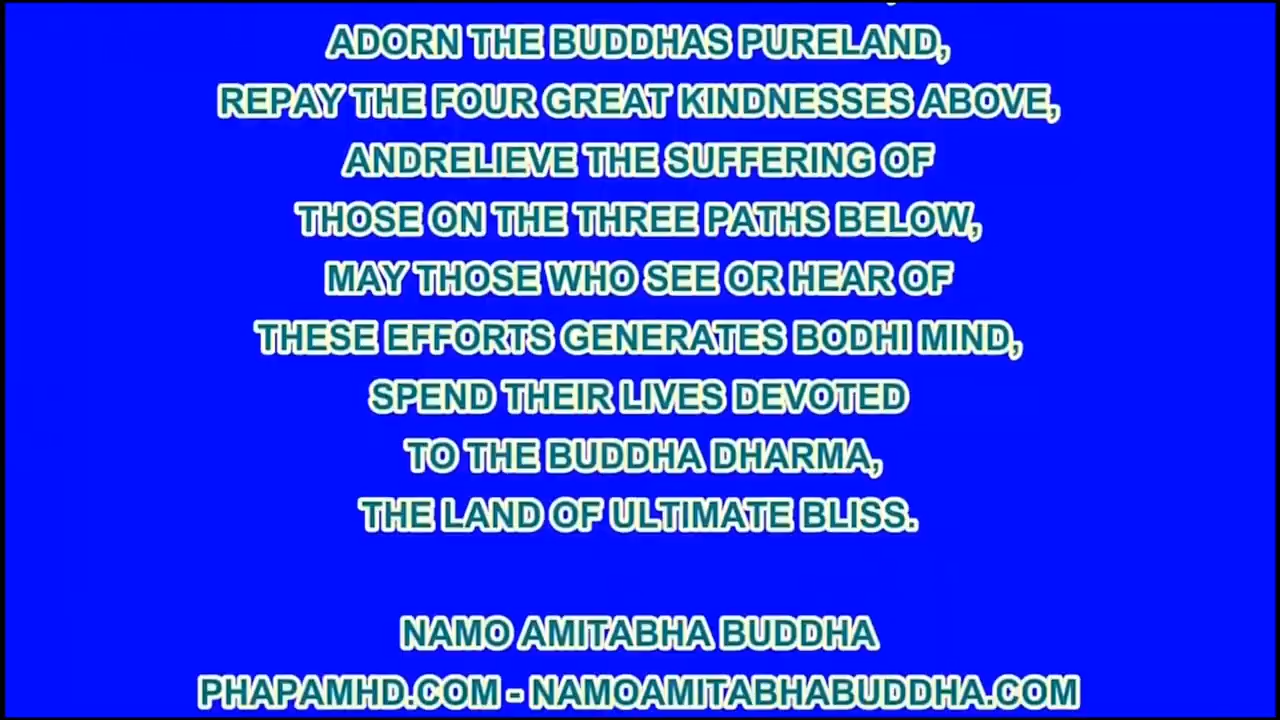 ADORN THE BUDDHAS PURELAND,
REPAY THE FOUR GREAT KINDNESSES ABOVE,
ANDRELIEVE THE SUFFERING OF
THOSE ON THE THREE PATHS BELOW,
MAY THOSE WHO SEE OR HEAR OF
THESE EFFORTS GENERATES BODHI MIND,
SPEND THEIR LIVES DEVOTED
TO THE BUDDHA DHARMA,
THE LAND OF ULTIMATE BLISS.
NAMO AMITABHA BUDDHA
PHAPAMHD.COM - NAMOAMITABHABUDDHA.COM